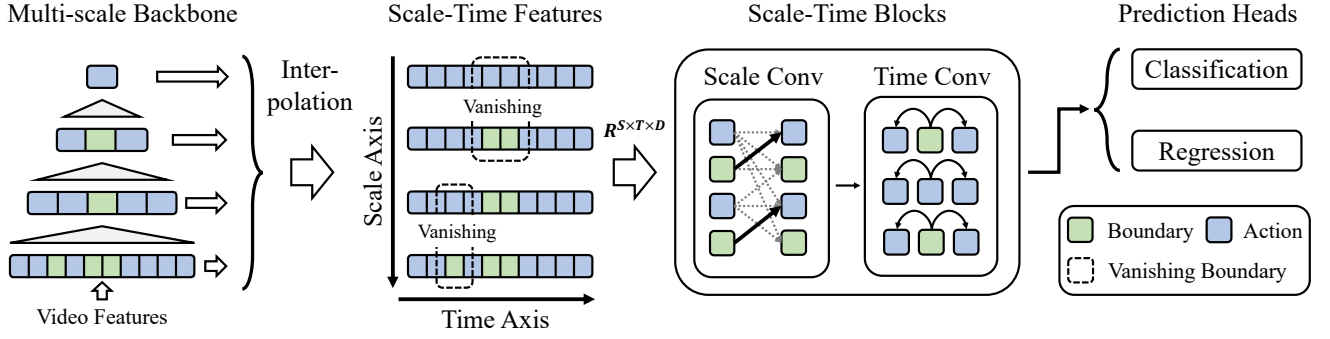 Multi-scale Backbone
Scale-Time Features
Scale-Time Blocks
Prediction Heads
Inter-
polation
Vanishing
Vanishing
Scale Axis
Time Axis
R^{S×T×D}
Scale Conv
Time Conv
Classification
Regression
Boundary
Action
Vanishing Boundary
Video Features